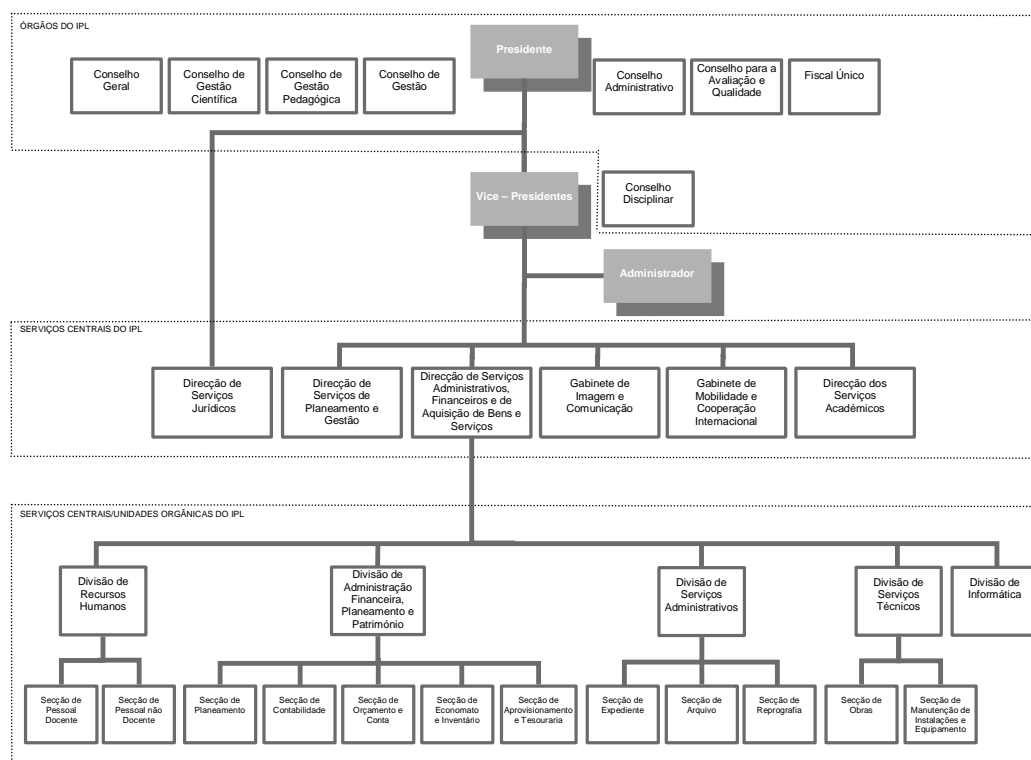 ÓRGÃOS DO IPL
Presidente
Conselho
Geral
Conselho de
Gestão
Científica
Conselho de
Gestão
Pedagógica
Conselho de
Gestão
Conselho
Administrativo
Conselho para a
Avaliação e
Qualidade
Fiscal Único
Vice – Presidentes
Conselho
Disciplinar
Administrador
SERVIÇOS CENTRAIS DO IPL
Direcção de
Serviços
Jurídicos
Direcção de
Serviços de
Planeamento e
Gestão
Direcção de Serviços
Administrativos,
Financeiros e de
Aquisição de Bens e
Serviços
Gabinete de
Imagem e
Comunicação
Gabinete de
Mobilidade e
Cooperação
Internacional
Direcção dos
Serviços
Académicos
SERVIÇOS CENTRAIS/UNIDADES ORGÂNICAS DO IPL
Divisão de
Recursos
Humanos
Divisão de
Administração
Financeira,
Planeamento e
Património
Divisão de
Serviços
Administrativos
Divisão de
Serviços
Técnicos
Divisão de
Informática
Secção de
Pessoal
Docente
Secção de
Pessoal não
Docente
Secção de
Planeamento
Secção de
Contabilidade
Secção de
Orçamento e
Conta
Secção de
Economato
e Inventário
Secção de
Aprovisionamento
e Tesouraria
Secção de
Expediente
Secção de
Arquivo
Secção de
Reprografia
Secção de
Obras
Secção de
Manutenção de
Instalações e
Equipamento